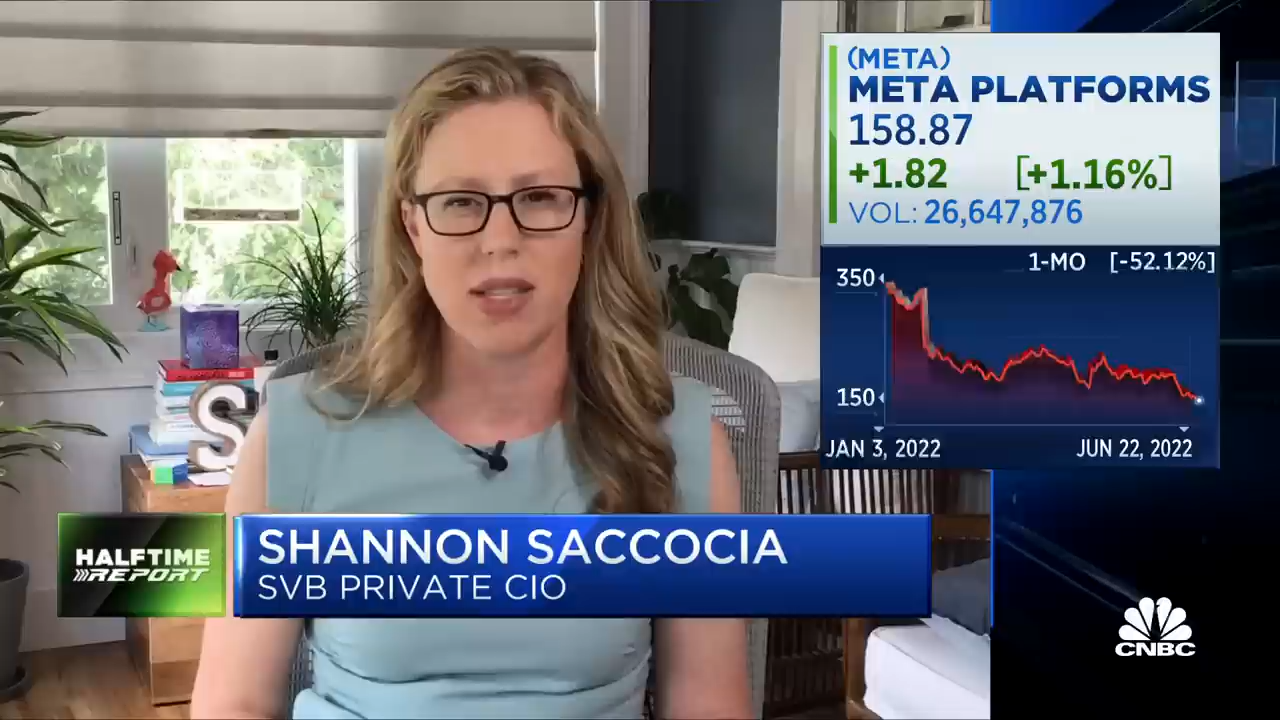 (META)
META PLATFORMS
158.87
+1.82 [+1.16%]
VOL: 26,647,876
1-MO [-52.12%]
350
150
JAN 3, 2022 JUN 22, 2022
S
HALFTIME
REPORT
SHANNON SACCOCIA
SVB PRIVATE CIO
CNBC